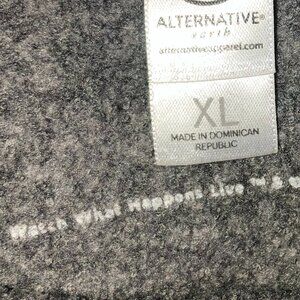 ALTERNATIVE®
earth
alternativeapparel.com
XL
MADE IN DOMINICAN
REPUBLIC
Watch What Happens Live